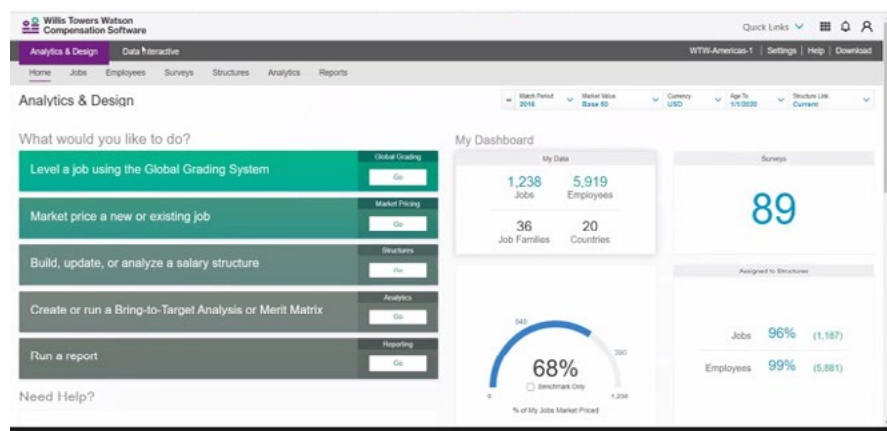 Willis Towers Watson
Compensation Software
Quick Links
Analytics & Design Data Interactive
WTW-Americas-1 | Settings | Help | Download
Home Jobs Employees Surveys Structures Analytics Reports
Analytics & Design
Match Period
2016
Market Value
Base 50
Currency
USD
Age To
1/1/2020
Structure Link
Current
What would you like to do?
Level a job using the Global Grading System
Global Grading
Go
Market price a new or existing job
Market Pricing
Go
Build, update, or analyze a salary structure
Structures
Go
Create or run a Bring-to-Target Analysis or Merit Matrix
Analytics
Go
Run a report
Reporting
Go
Need Help?
My Dashboard
My Data
1,238 5,919
Jobs Employees
36 20
Job Families Countries
Surveys
89
68%
Benchmark Only
0 1,238
% of My Jobs Market Priced
Assigned to Structures
Jobs 96% (1,187)
Employees 99% (5,881)